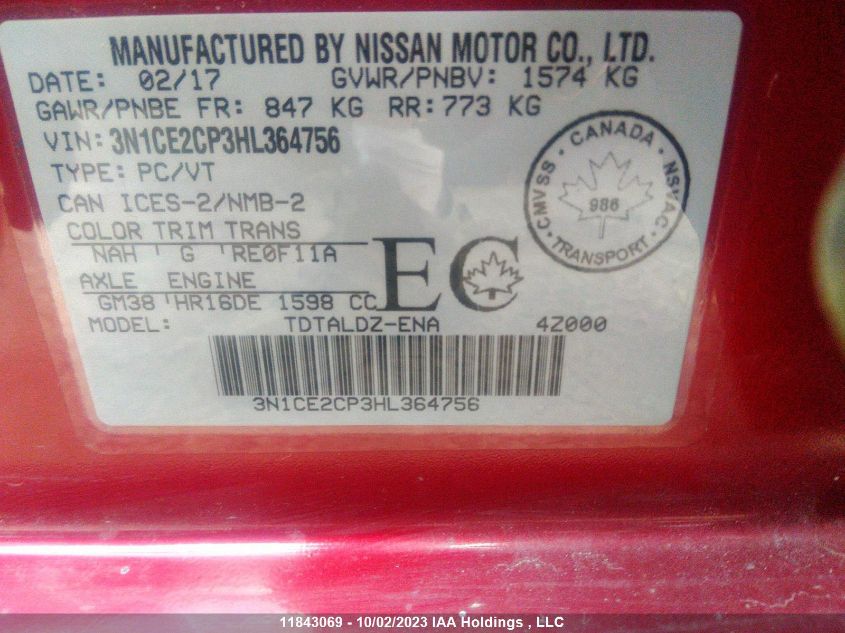 MANUFACTURED BY NISSAN MOTOR CO., LTD.
DATE: 02/17 GVWR/PNBV: 1574 KG
GAWR/PNBE FR: 847 KG RR: 773 KG
VIN: 3N1CE2CP3HL364756
TYPE: PC/VT
CAN ICES-2/NMB-2
COLOR TRIM TRANS
NAH ' G 'RE0F11A
AXLE ENGINE
GM38 'HR16DE 1598 CC
EC
CMVSS · CANADA · NSVAC · TRANSPORT ·
986
MODEL: TDTALDZ-ENA 4Z000
3N1CE2CP3HL364756
11843069 - 10/02/2023 IAA Holdings , LLC